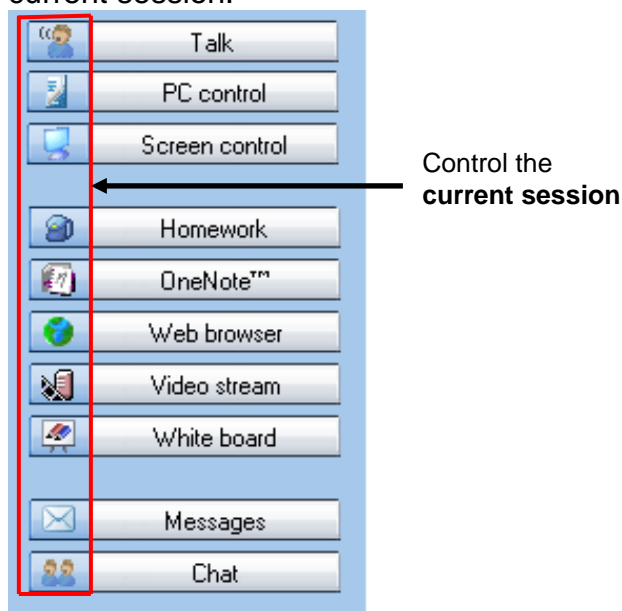 current session.
Talk
PC control
Screen control
Control the
current session
Homework
OneNote™
Web browser
Video stream
White board
Messages
Chat